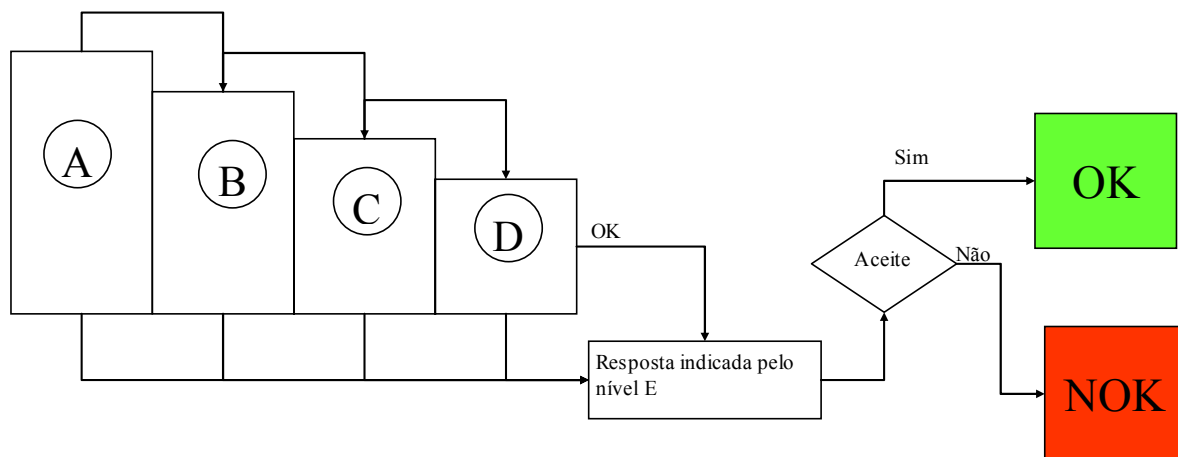 A
B
C
D
OK
Resposta indicada pelo
nível E
Aceite
Sim
Não
OK
NOK